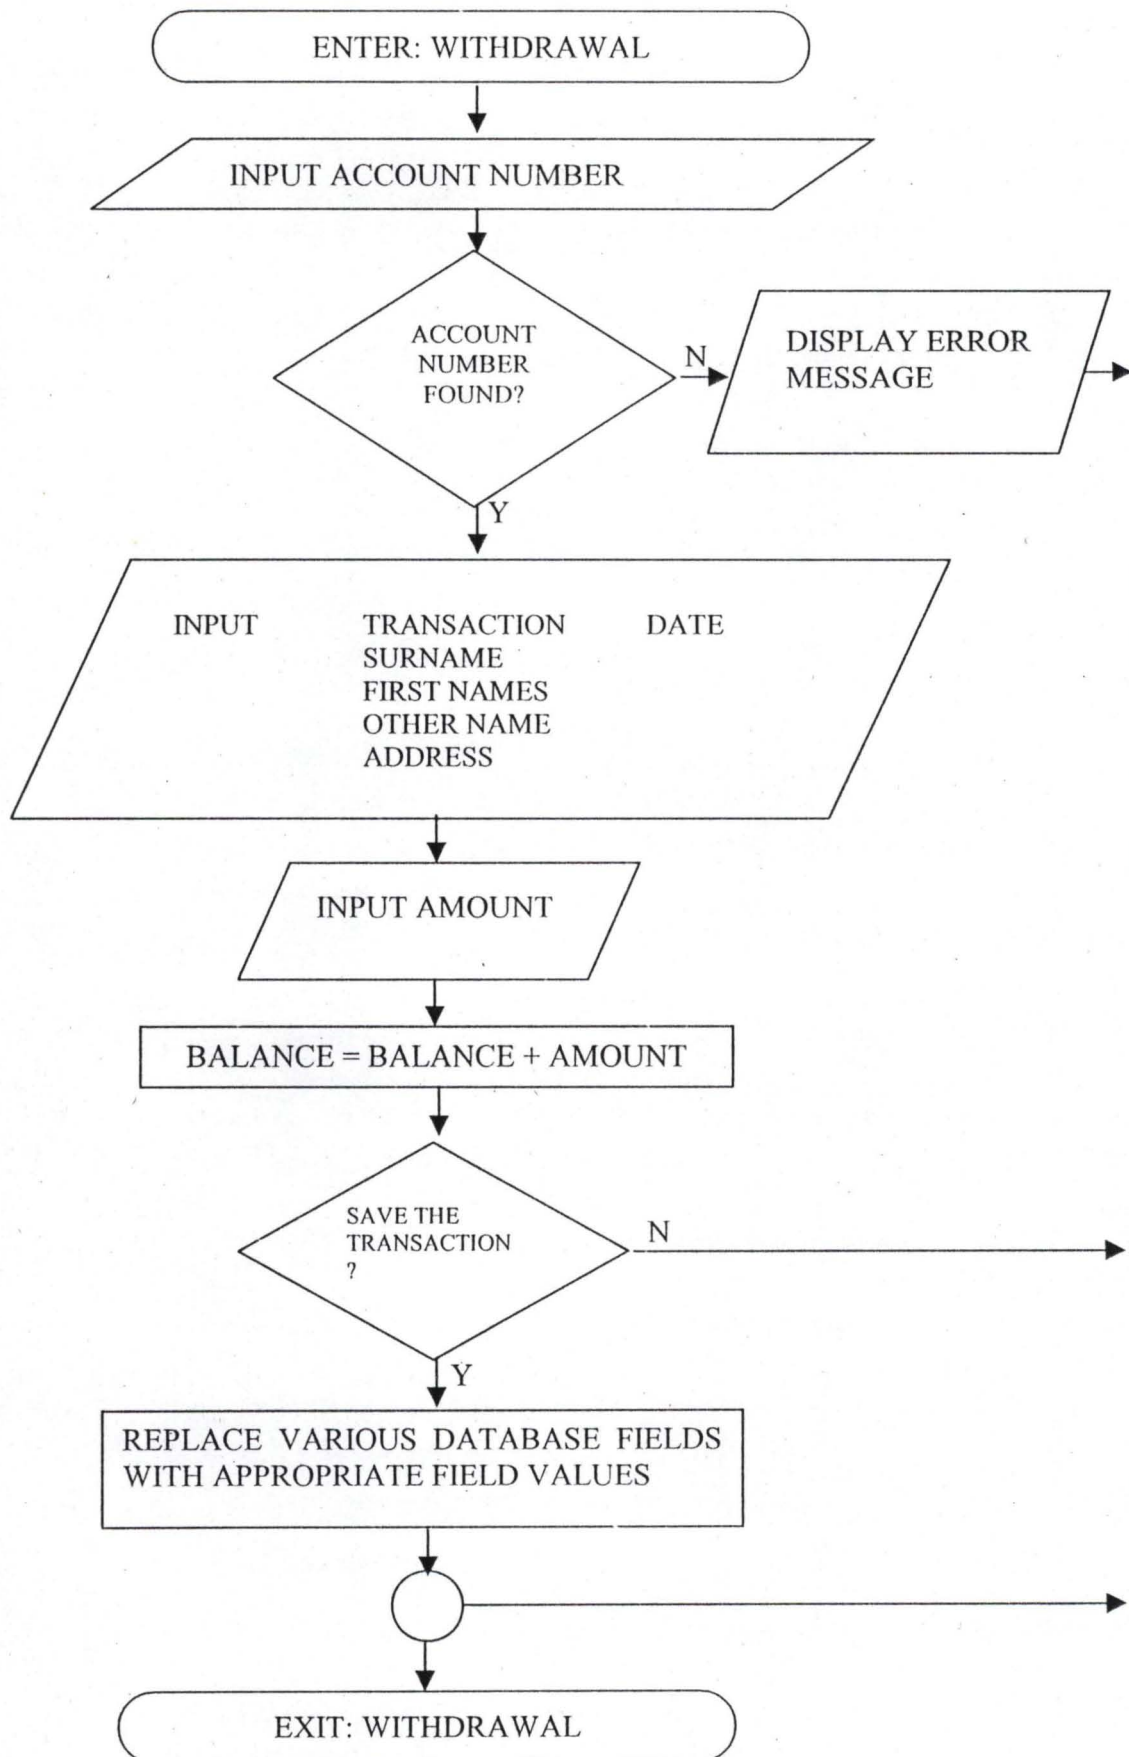 ENTER: WITHDRAWAL
INPUT ACCOUNT NUMBER
ACCOUNT
NUMBER
FOUND?
N
DISPLAY ERROR
MESSAGE
Y
INPUT TRANSACTION DATE
SURNAME
FIRST NAMES
OTHER NAME
ADDRESS
INPUT AMOUNT
BALANCE = BALANCE + AMOUNT
SAVE THE
TRANSACTION
?
N
Y
REPLACE VARIOUS DATABASE FIELDS
WITH APPROPRIATE FIELD VALUES
EXIT: WITHDRAWAL